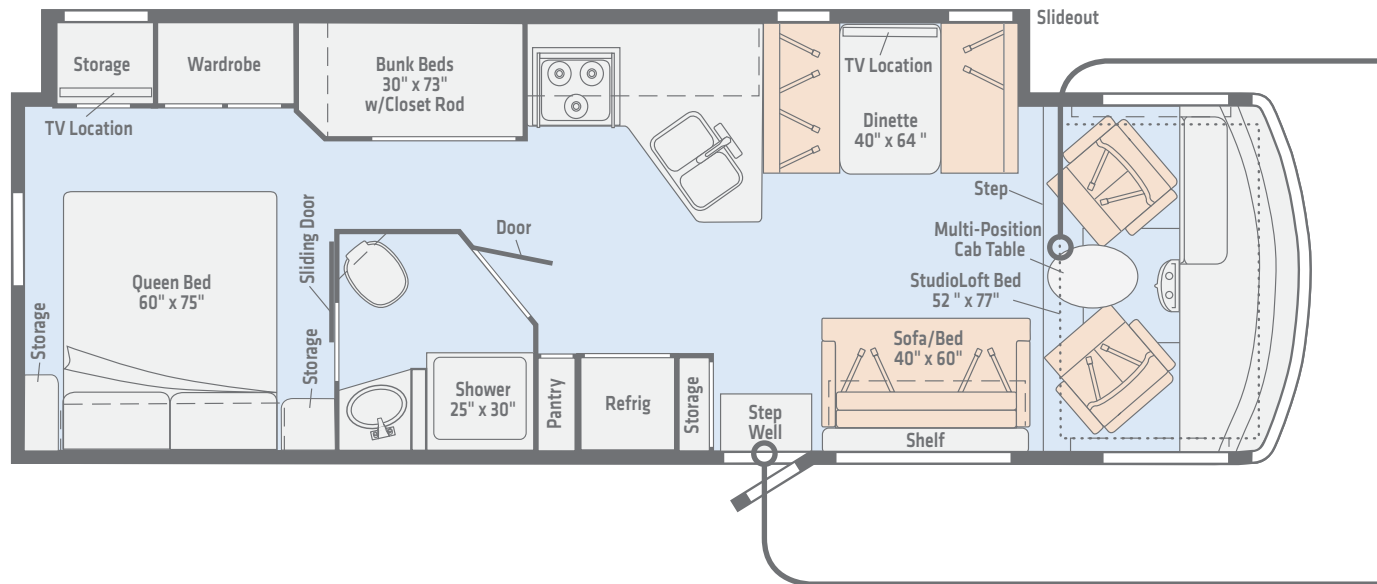 Slideout
Storage
Wardrobe
Bunk Beds
30" x 73"
w/Closet Rod
TV Location
TV Location
Dinette
40" x 64 "
Step
Multi-Position
Cab Table
StudioLoft Bed
52 " x 77"
Door
Sliding Door
Queen Bed
60" x 75"
Storage
Storage
Shower
25" x 30"
Pantry
Refrig
Storage
Step
Well
Sofa/Bed
40" x 60"
Shelf